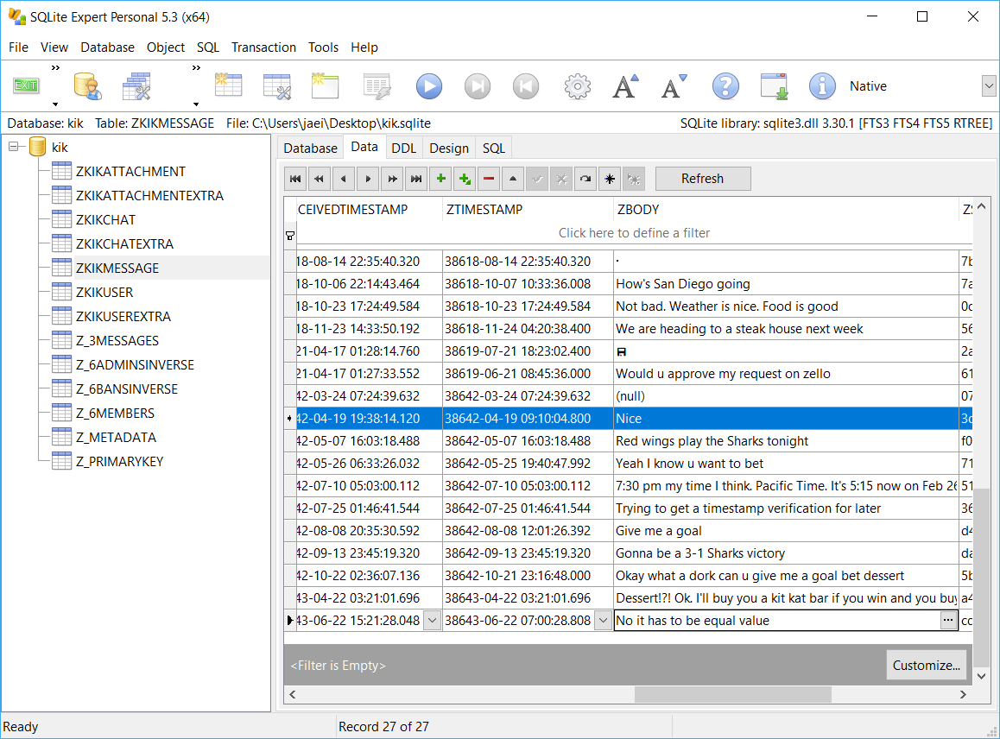 SQLite Expert Personal 5.3 (x64)
File View Database Object SQL Transaction Tools Help
EXIT Native
Database: kik Table: ZKIKMESSAGE File: C:\Users\jaei\Desktop\kik.sqlite SQLite library: sqlite3.dll 3.30.1 [FTS3 FTS4 FTS5 RTREE]
kik
ZKIKATTACHMENT
ZKIKATTACHMENTEXTRA
ZKIKCHAT
ZKIKCHATEXTRA
ZKIKMESSAGE
ZKIKUSER
ZKIKUSEREXTRA
Z_3MESSAGES
Z_6ADMINSINVERSE
Z_6BANSINVERSE
Z_6MEMBERS
Z_METADATA
Z_PRIMARYKEY
Database Data DDL Design SQL
Refresh
CEIVEDTIMESTAMP ZTIMESTAMP ZBODY
Click here to define a filter
18-08-14 22:35:40.320 38618-08-14 22:35:40.320 . 7b
18-10-06 22:14:43.464 38618-10-07 10:33:36.008 How's San Diego going 7a
18-10-23 17:24:49.584 38618-10-23 17:24:49.584 Not bad. Weather is nice. Food is good 0c
18-11-23 14:33:50.192 38618-11-24 04:20:38.400 We are heading to a steak house next week 56
21-04-17 01:28:14.760 38619-07-21 18:23:02.400 2a
21-04-17 01:27:33.552 38619-06-21 08:45:36.000 Would u approve my request on zello 61
42-03-24 07:24:39.632 38642-03-24 07:24:39.632 (null) 07
42-04-19 19:38:14.120 38642-04-19 09:10:04.800 Nice 3c
42-05-07 16:03:18.488 38642-05-07 16:03:18.488 Red wings play the Sharks tonight f0
42-05-26 06:33:26.032 38642-05-25 19:40:47.992 Yeah I know u want to bet 71
42-07-10 05:03:00.112 38642-07-10 05:03:00.112 7:30 pm my time I think. Pacific Time. It's 5:15 now on Feb 26 51
42-07-25 01:46:41.544 38642-07-25 01:46:41.544 Trying to get a timestamp verification for later 36
42-08-08 20:35:30.592 38642-08-08 12:01:26.392 Give me a goal d4
42-09-13 23:45:19.320 38642-09-13 23:45:19.320 Gonna be a 3-1 Sharks victory da
42-10-22 02:36:07.136 38642-10-21 23:16:48.000 Okay what a dork can u give me a goal bet dessert 5b
43-04-22 03:21:01.696 38643-04-22 03:21:01.696 Dessert!?! Ok. I'll buy you a kit kat bar if you win and you buy a4
43-06-22 15:21:28.048 38643-06-22 07:00:28.808 No it has to be equal value ... cc
<Filter is Empty> Customize...
Ready Record 27 of 27